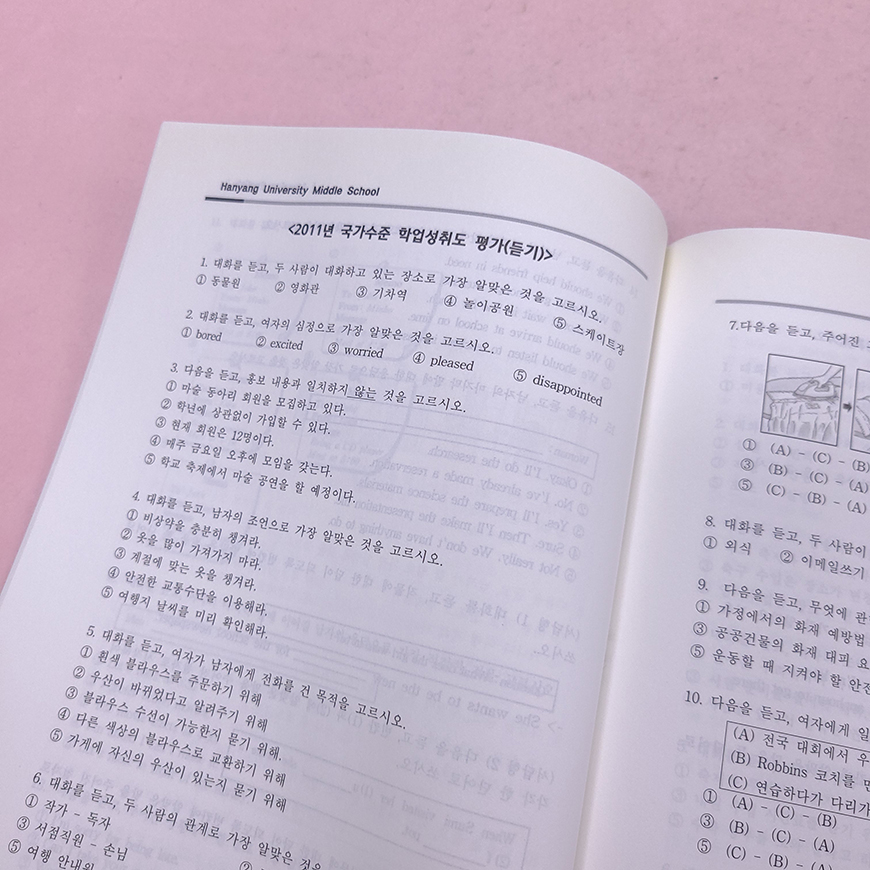 Hanyang University Middle School
<2011년 국가수준 학업성취도 평가(듣기)>
1. 대화를 듣고, 두 사람이 대화하고 있는 장소로 가장 알맞은 것을 고르시오.
① 동물원 ② 영화관 ③ 기차역 ④ 놀이공원 ⑤ 스케이트장
2. 대화를 듣고, 여자의 심정으로 가장 알맞은 것을 고르시오.
① bored ② excited ③ worried ④ pleased ⑤ disappointed
3. 다음을 듣고, 홍보 내용과 일치하지 않는 것을 고르시오.
① 마술 동아리 회원을 모집하고 있다.
② 학년에 상관없이 가입할 수 있다.
③ 현재 회원은 12명이다.
④ 매주 금요일 오후에 모임을 갖는다.
⑤ 학교 축제에서 마술 공연을 할 예정이다.
4. 대화를 듣고, 남자의 조언으로 가장 알맞은 것을 고르시오.
① 비상약을 충분히 챙겨라.
② 옷을 많이 가져가지 마라.
③ 계절에 맞는 옷을 챙겨라.
④ 안전한 교통수단을 이용해라.
⑤ 여행지 날씨를 미리 확인해라.
5. 대화를 듣고, 여자가 남자에게 전화를 건 목적을 고르시오.
① 흰색 블라우스를 주문하기 위해
② 우산이 바뀌었다고 알려주기 위해
③ 블라우스 수선이 가능한지 묻기 위해.
④ 다른 색상의 블라우스로 교환하기 위해
⑤ 가게에 자신의 우산이 있는지 묻기 위해
6. 대화를 듣고, 두 사람의 관계로 가장 알맞은 것을
① 작가 - 독자
③ 서점직원 - 손님
⑤ 여행
7.다음을 듣고, 주어진
① (A) - (C) - (B)
③ (B) - (C) - (A)
⑤ (C) - (B) - (A)
8. 대화를 듣고, 두 사람이
① 외식 ② 이메일쓰기
9. 다음을 듣고, 무엇에
① 가정에서의 화재 예방법
③ 공공건물의 화재 대피
⑤ 운동할 때 지켜야 할
10. 다음을 듣고, 여자에게
(A) 전국 대회에서
(B) Robbins 코치를
(C) 연습하다가 다리가
① (A) - (C) - (B)
③ (B) - (C) - (A)
⑤ (C) - (B) - (A)